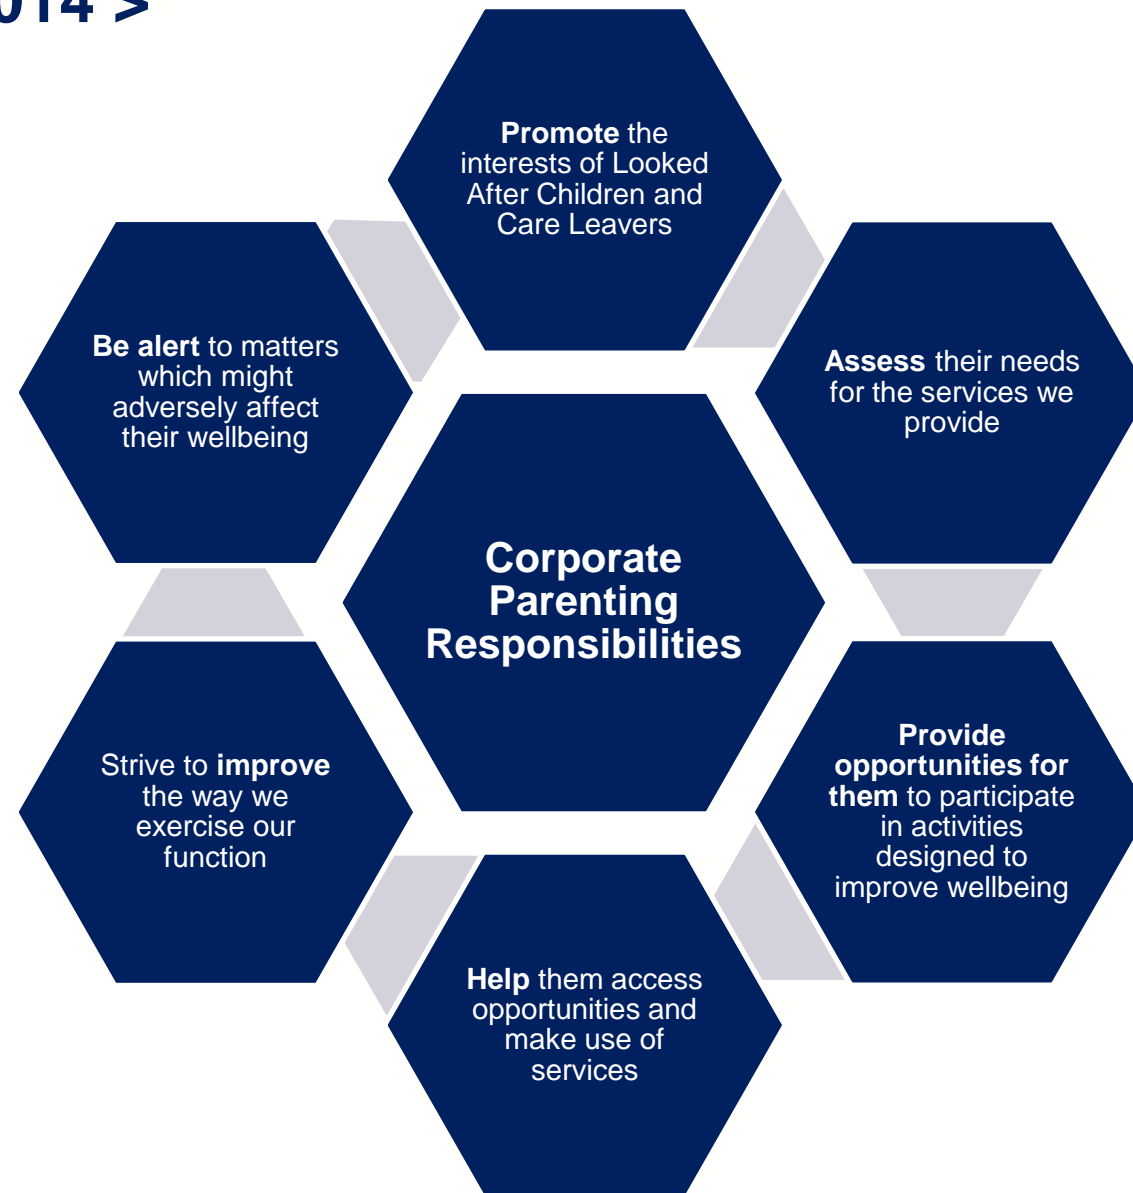 014 >
Promote the
interests of Looked
After Children and
Care Leavers
Be alert to matters
which might
adversely affect
their wellbeing
Assess their needs
for the services we
provide
Corporate
Parenting
Responsibilities
Strive to improve
the way we
exercise our
function
Provide
opportunities for
them to participate
in activities
designed to
improve wellbeing
Help them access
opportunities and
make use of
services